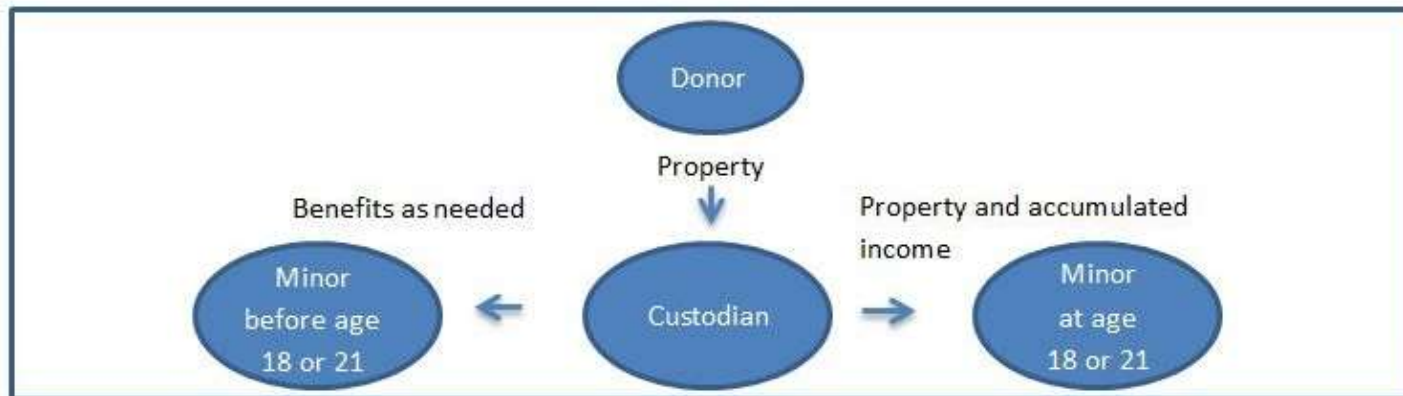 Donor
Property
Benefits as needed
Property and accumulated
income
Minor
before age
18 or 21
Custodian
Minor
at age
18 or 21